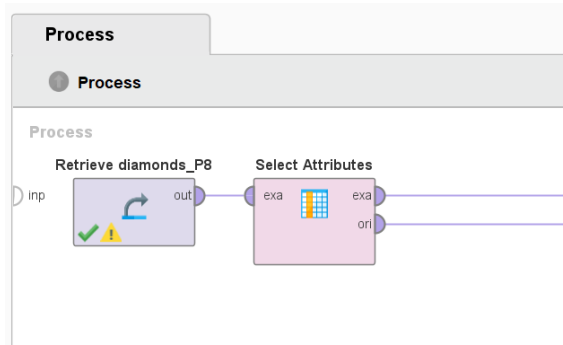 Process
Process
Process
Retrieve diamonds_P8
Select Attributes
inp
out
exa
exa
ori